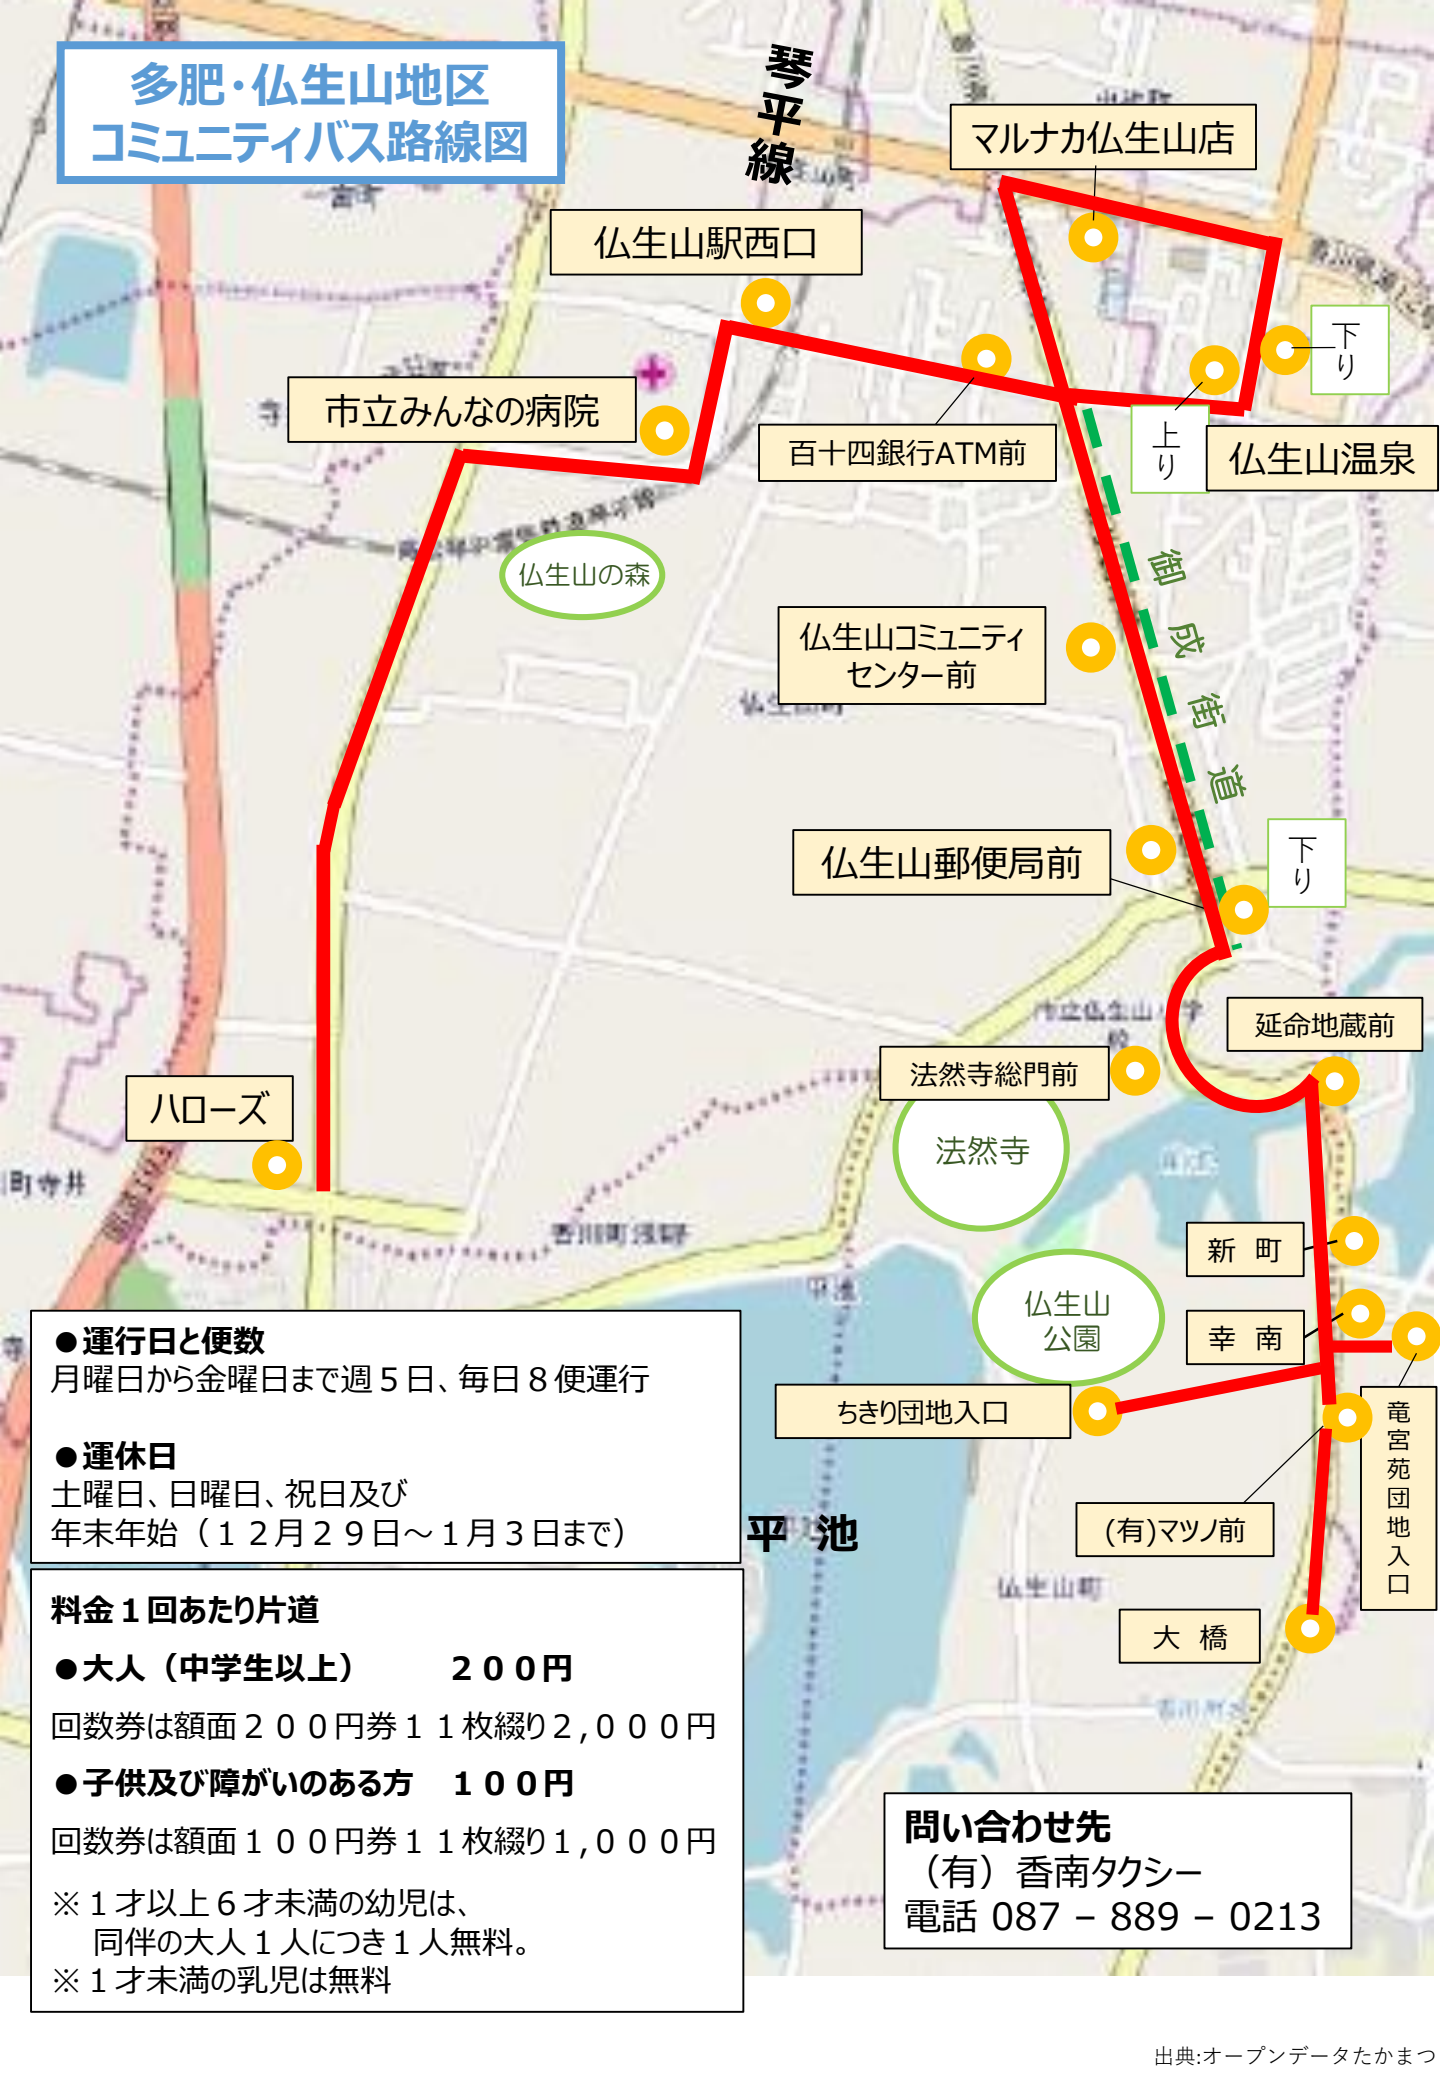 多肥・仏生山地区
コミュニティバス路線図
琴平線
マルナカ仏生山店
仏生山駅西口
下り
市立みんなの病院
百十四銀行ATM前
上り
仏生山温泉
仏生山の森
御成街道
仏生山コミュニティ
センター前
仏生山町
仏生山郵便局前
下り
延命地蔵前
法然寺総門前
法然寺
ハローズ
香川町浅野
平池
新 町
仏生山
公園
幸 南
ちきり団地入口
竜宮苑団地入口
(有)マツノ前
平 池
仏生山町
大 橋
●運行日と便数
月曜日から金曜日まで週５日、毎日８便運行
●運休日
土曜日、日曜日、祝日及び
年末年始（１２月２９日～１月３日まで）
料金１回あたり片道
●大人（中学生以上） ２００円
回数券は額面２００円券１１枚綴り２,０００円
●子供及び障がいのある方 １００円
回数券は額面１００円券１１枚綴り１,０００円
※１才以上６才未満の幼児は、
同伴の大人１人につき１人無料。
※１才未満の乳児は無料
問い合わせ先
（有）香南タクシー
電話 087－889－0213
出典:オープンデータたかまつ